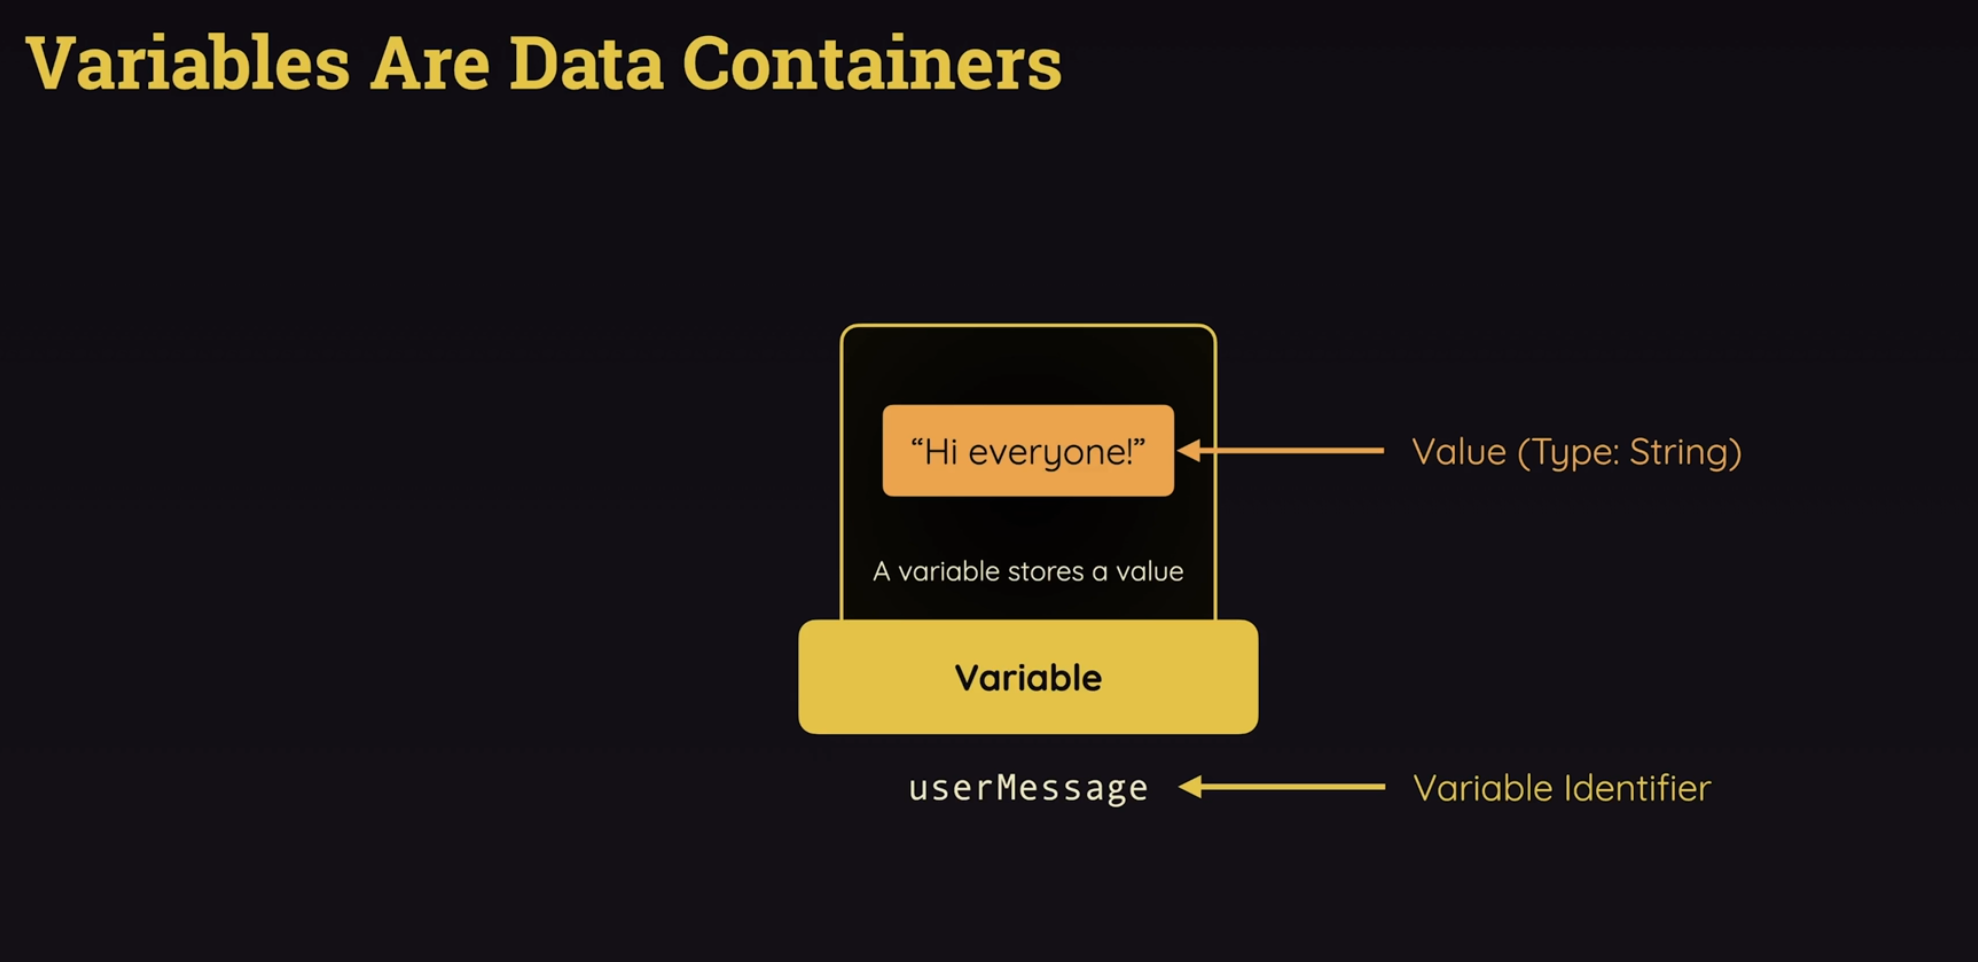 Variables Are Data Containers
“Hi everyone!”
Value (Type: String)
A variable stores a value
Variable
userMessage
Variable Identifier